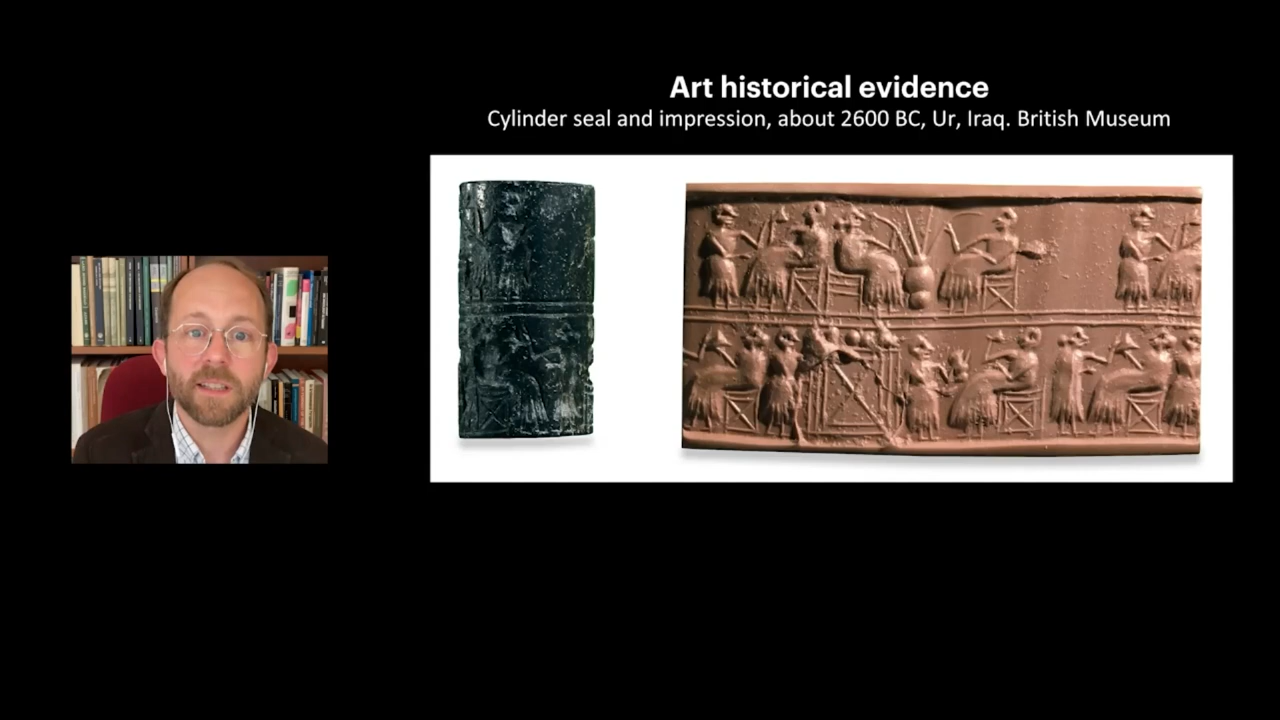 Art historical evidence
Cylinder seal and impression, about 2600 BC, Ur, Iraq. British Museum